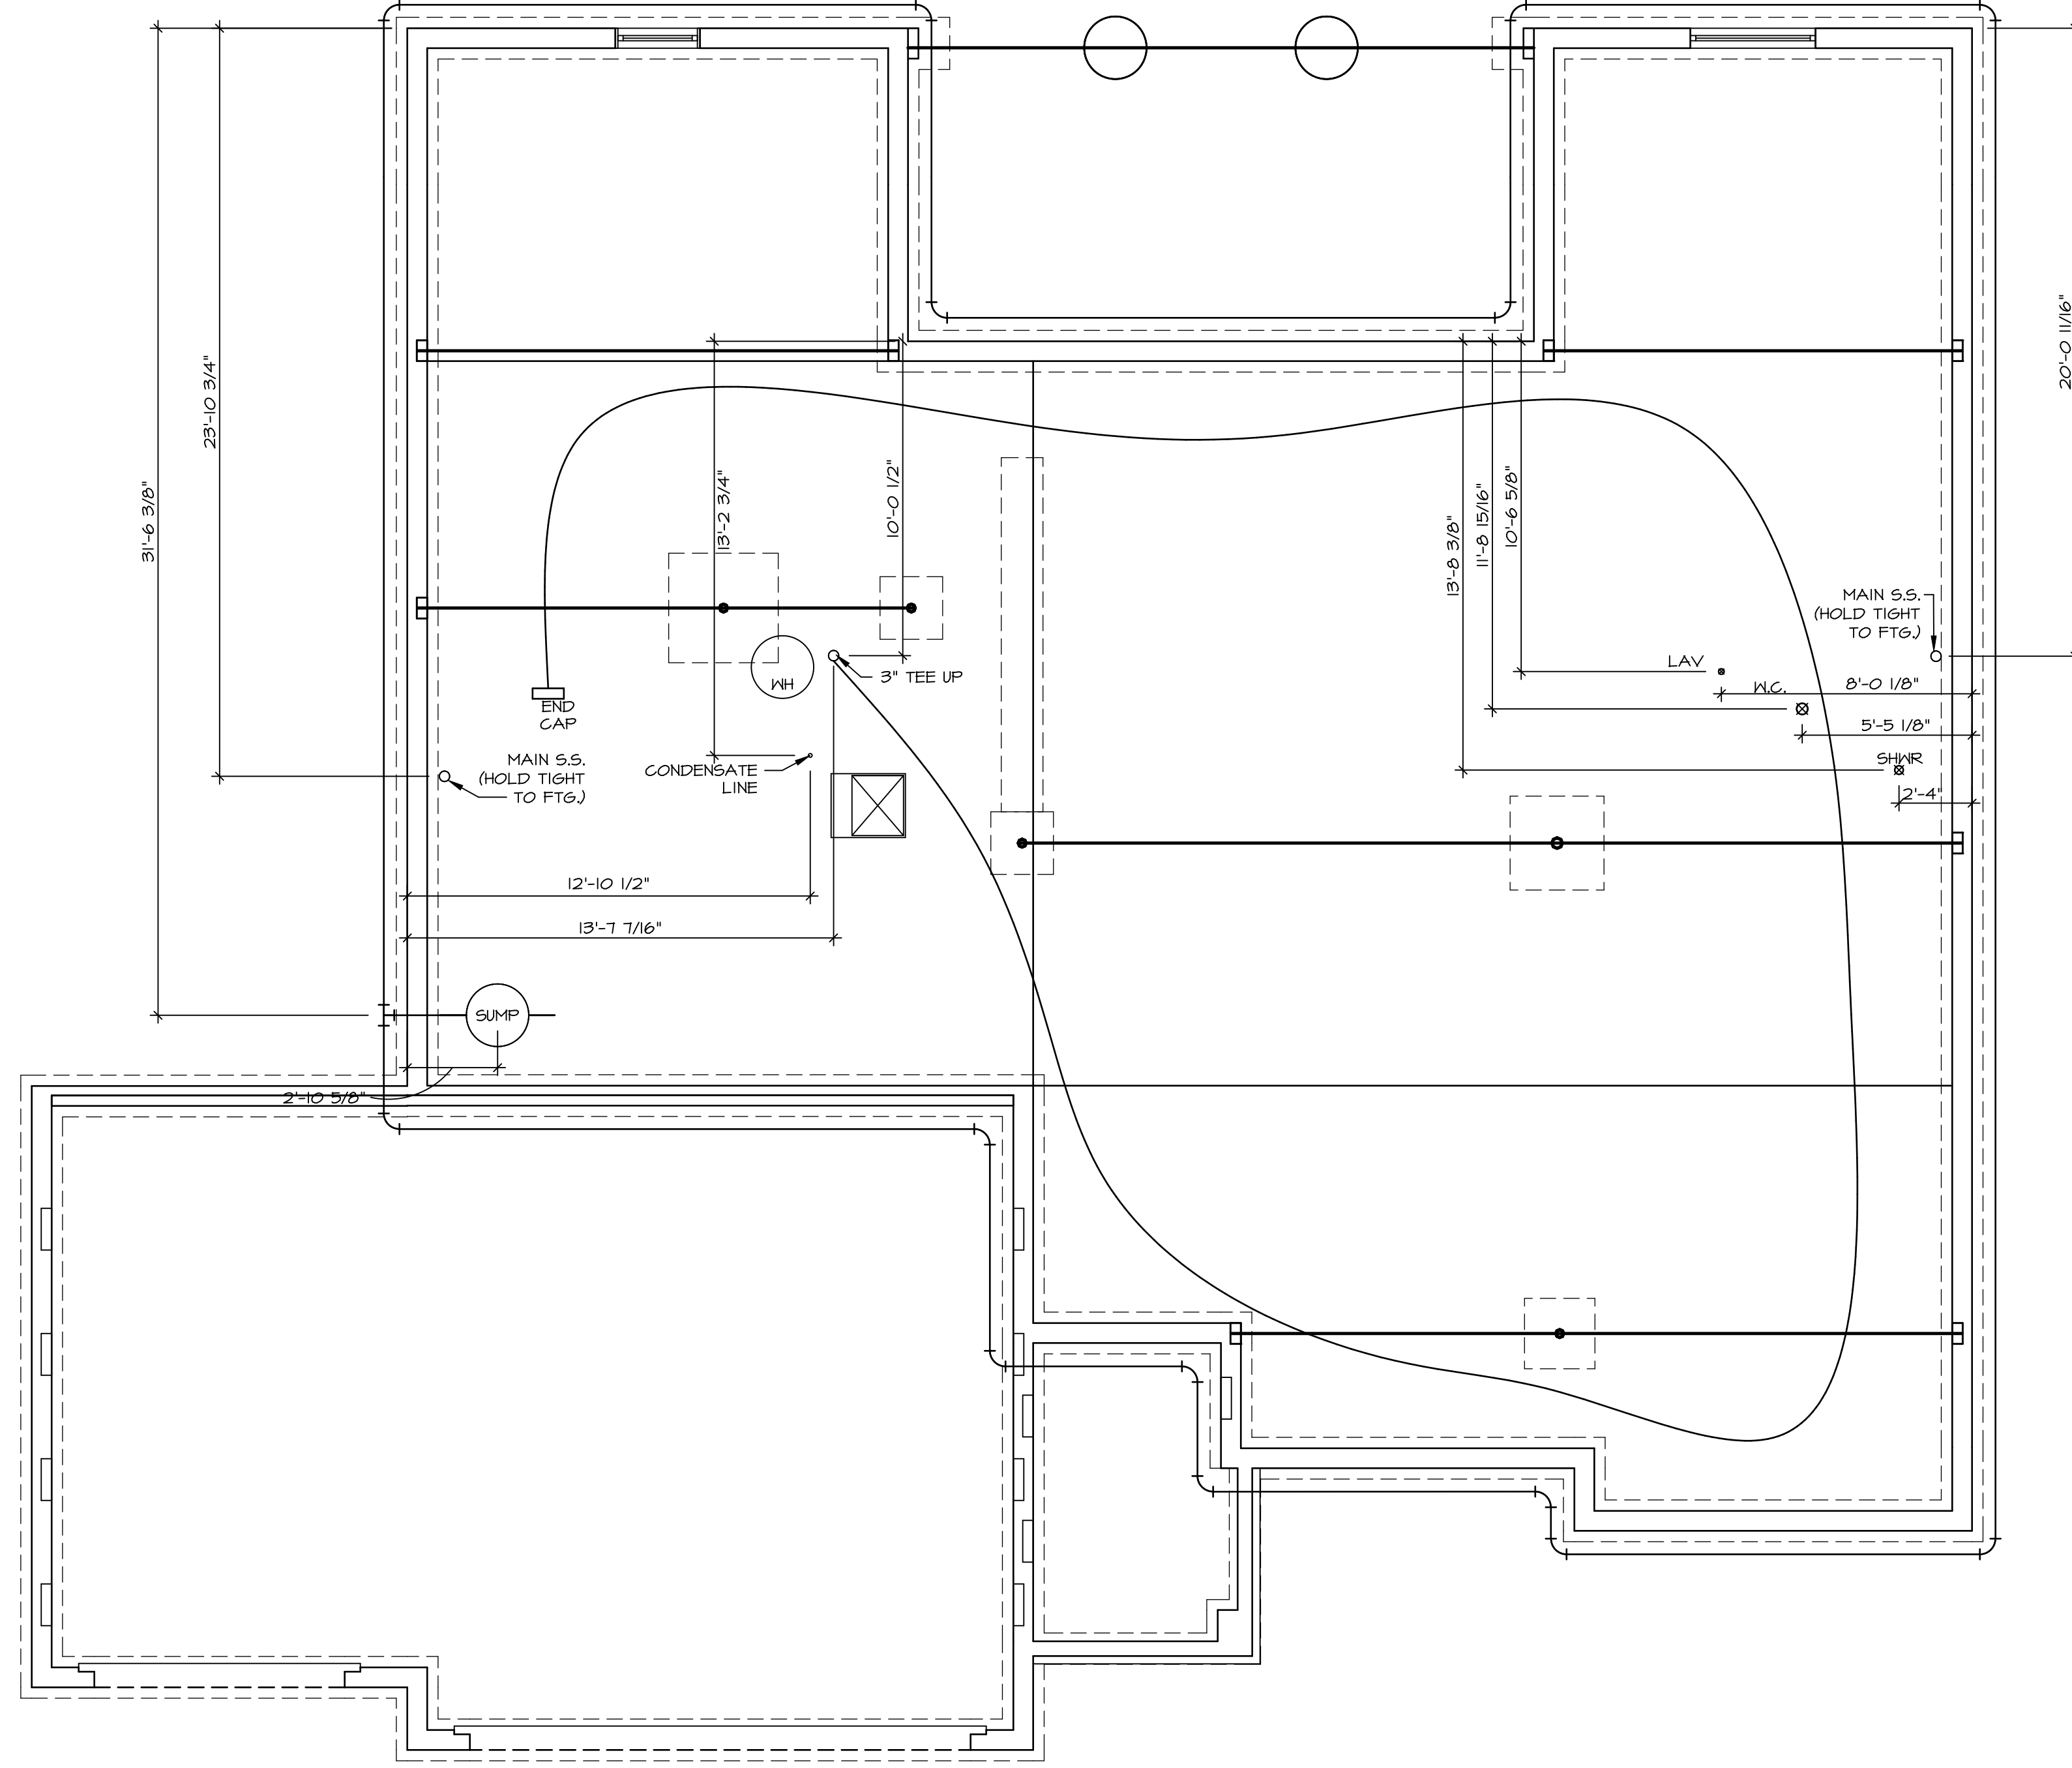 20'-0 11/16"
23'-10 3/4"
31'-6 3/8"
13'-2 3/4"
10'-0 1/2"
13'-8 3/8"
11'-8 15/16"
10'-6 5/8"
MAIN S.S.
(HOLD TIGHT
TO FTG.)
LAV
W.C.
8'-0 1/8"
5'-5 1/8"
SHWR
2'-4"
WH
3" TEE UP
END
CAP
MAIN S.S.
(HOLD TIGHT
TO FTG.)
CONDENSATE
LINE
12'-10 1/2"
13'-7 7/16"
SUMP
2'-10 5/8"